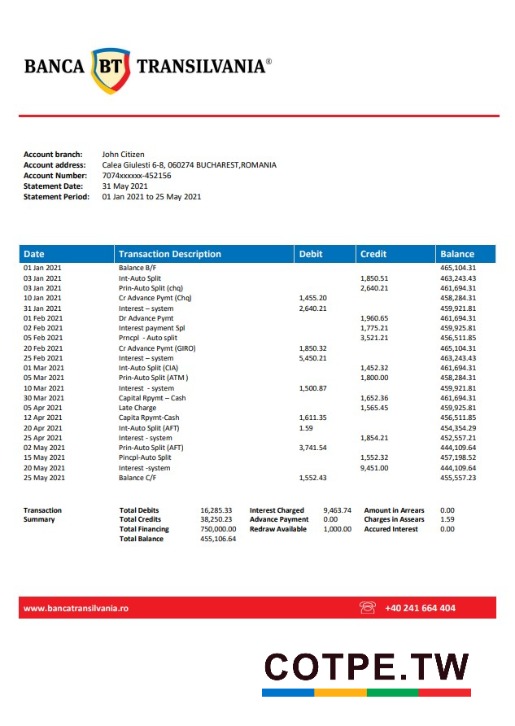 BANCA BT TRANSILVANIA®
Account branch: John Citizen
Account address: Calea Giulesti 6-8, 060274 BUCHAREST,ROMANIA
Account Number: 7074xxxxxx-452156
Statement Date: 31 May 2021
Statement Period: 01 Jan 2021 to 25 May 2021
Date Transaction Description Debit Credit Balance
01 Jan 2021 Balance B/F 465,104.31
03 Jan 2021 Int-Auto Split 1,850.51 463,243.43
03 Jan 2021 Prin-Auto Split (chq) 2,640.21 461,694.31
10 Jan 2021 Cr Advance Pymt (Chq) 1,455.20 458,284.31
31 Jan 2021 Interest – system 2,640.21 459,921.81
01 Feb 2021 Dr Advance Pymt 1,960.65 461,694.31
02 Feb 2021 Interest payment Spl 1,775.21 459,925.81
05 Feb 2021 Prncpl - Auto split 3,521.21 456,511.85
20 Feb 2021 Cr Advance Pymt (GIRO) 1,850.32 465,104.31
25 Feb 2021 Interest – system 5,450.21 463,243.43
01 Mar 2021 Int-Auto Split (CIA) 1,452.32 461,694.31
05 Mar 2021 Prin-Auto Split (ATM ) 1,800.00 458,284.31
10 Mar 2021 Interest - system 1,500.87 459,921.81
30 Mar 2021 Capital Rpymt – Cash 1,652.36 461,694.31
05 Apr 2021 Late Charge 1,565.45 459,925.81
12 Apr 2021 Capita Rpymt-Cash 1,611.35 456,511.85
20 Apr 2021 Int-Auto Split (AFT) 1.59 454,354.29
25 Apr 2021 Interest - system 1,854.21 452,557.21
02 May 2021 Prin-Auto Split (AFT) 3,741.54 444,109.64
15 May 2021 Pincpl-Auto Split 1,552.32 457,198.52
20 May 2021 Interest -system 9,451.00 444,109.64
25 May 2021 Balance C/F 1,552.43 455,557.23
Transaction Total Debits 16,285.33 Interest Charged 9,463.74 Amount in Arrears 0.00
Summary Total Credits 38,250.23 Advance Payment 0.00 Charges in Assears 1.59
Total Financing 750,000.00 Redraw Available 1,000.00 Accured Interest 0.00
Total Balance 455,106.64
www.bancatransilvania.ro +40 241 664 404
COTPE.TW